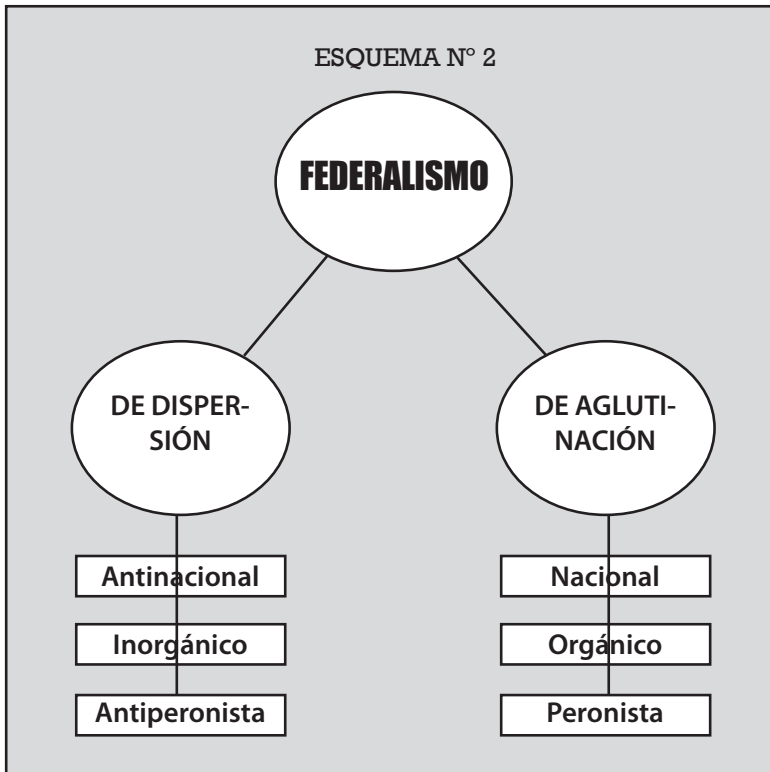 ESQUEMA N° 2
FEDERALISMO
DE DISPER-
SIÓN
DE AGLUTI-
NACIÓN
Antinacional
Nacional
Inorgánico
Orgánico
Antiperonista
Peronista